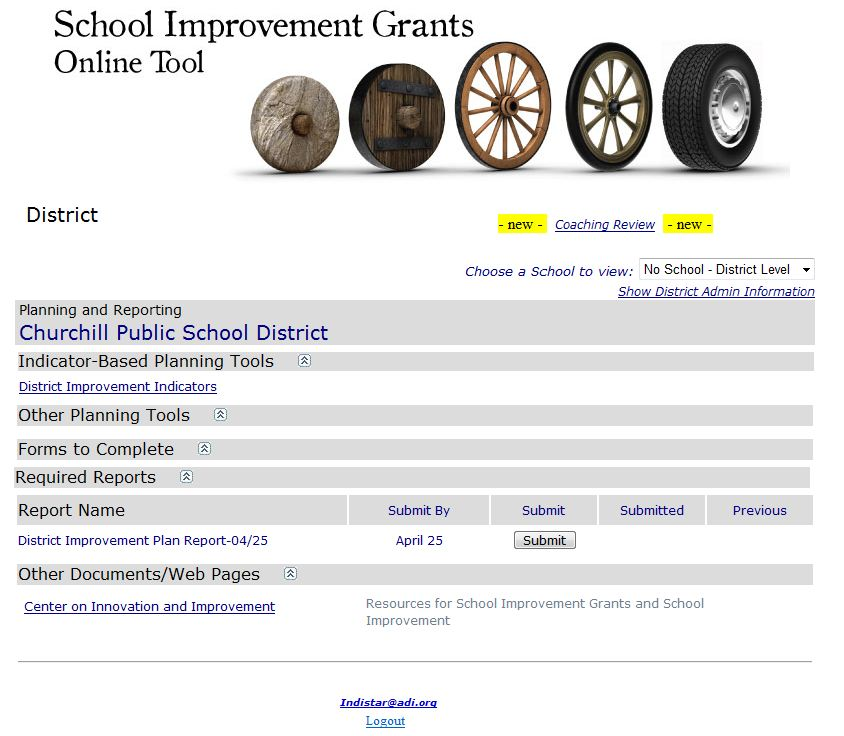 School Improvement Grants
Online Tool
District
- new - Coaching Review - new -
Choose a School to view: No School - District Level
Show District Admin Information
Planning and Reporting
Churchill Public School District
Indicator-Based Planning Tools
District Improvement Indicators
Other Planning Tools
Forms to Complete
Required Reports
Report Name Submit By Submit Submitted Previous
District Improvement Plan Report-04/25 April 25 Submit
Other Documents/Web Pages
Center on Innovation and Improvement Resources for School Improvement Grants and School
Improvement
Indistar@adi.org
Logout